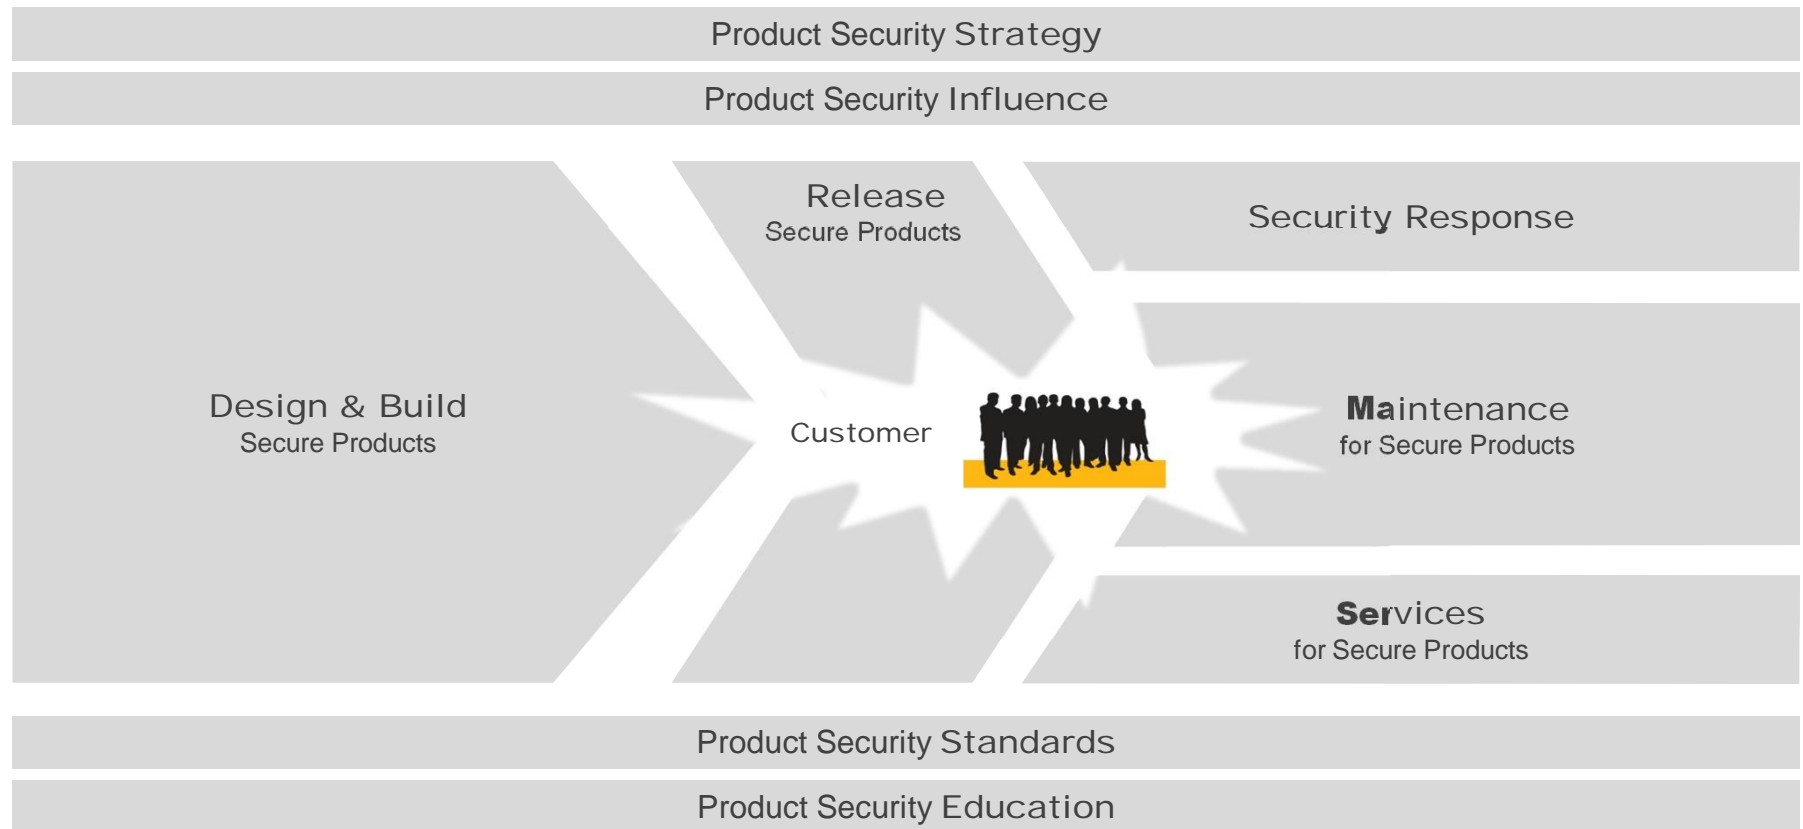 Product Security Strategy
Product Security Influence
Release
Secure Products
Security Response
Design & Build
Secure Products
Customer
Maintenance
for Secure Products
Services
for Secure Products
Product Security Standards
Product Security Education